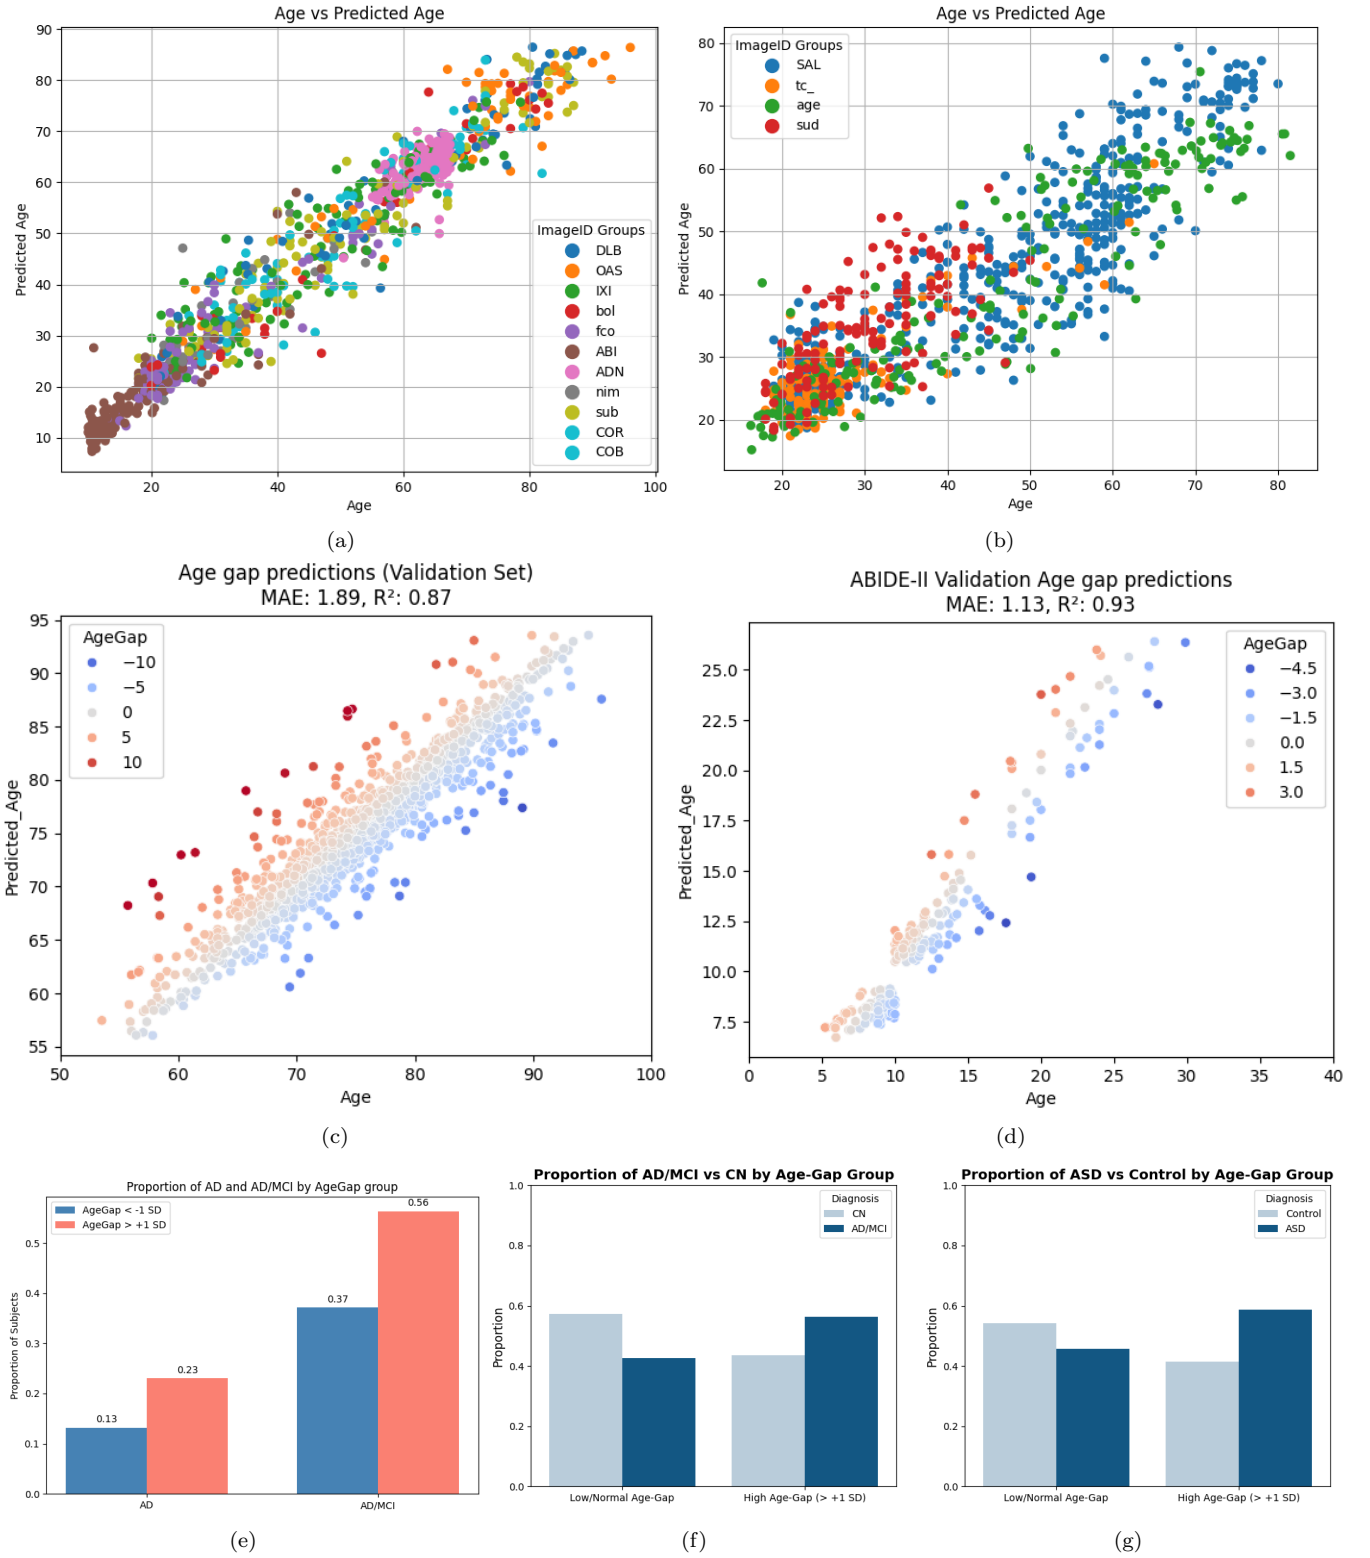 Age vs Predicted Age
90
80
70
60
50
40
30
20
10
Predicted Age
20
40
60
80
100
Age
ImageID Groups
DLB
OAS
IXI
bol
fco
ABI
ADN
nim
sub
COR
COB
(a)
Age vs Predicted Age
80
70
60
50
40
30
20
Predicted Age
20
30
40
50
60
70
80
Age
ImageID Groups
SAL
tc_
age
sud
(b)
Age gap predictions (Validation Set)
MAE: 1.89, R²: 0.87
95
90
85
80
75
70
65
60
55
Predicted_Age
50
60
70
80
90
100
Age
AgeGap
−10
−5
0
5
10
(c)
ABIDE-II Validation Age gap predictions
MAE: 1.13, R²: 0.93
25.0
22.5
20.0
17.5
15.0
12.5
10.0
7.5
Predicted_Age
0
5
10
15
20
25
30
35
40
Age
AgeGap
−4.5
−3.0
−1.5
0.0
1.5
3.0
(d)
Proportion of AD and AD/MCI by AgeGap group
AgeGap < -1 SD
AgeGap > +1 SD
0.5
0.4
0.3
0.2
0.1
0.0
Proportion of Subjects
0.13
0.23
0.37
0.56
AD
AD/MCI
(e)
Proportion of AD/MCI vs CN by Age-Gap Group
1.0
0.8
0.6
0.4
0.2
0.0
Proportion
Diagnosis
CN
AD/MCI
Low/Normal Age-Gap
High Age-Gap (> +1 SD)
(f)
Proportion of ASD vs Control by Age-Gap Group
1.0
0.8
0.6
0.4
0.2
0.0
Proportion
Diagnosis
Control
ASD
Low/Normal Age-Gap
High Age-Gap (> +1 SD)
(g)